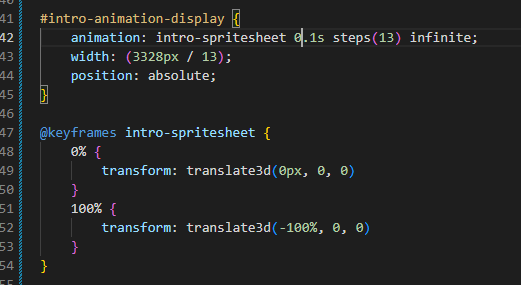 41 #intro-animation-display {
42 animation: intro-spritesheet 0.1s steps(13) infinite;
43 width: (3328px / 13);
44 position: absolute;
45 }
46
47 @keyframes intro-spritesheet {
48 0% {
49 transform: translate3d(0px, 0, 0)
50 }
51 100% {
52 transform: translate3d(-100%, 0, 0)
53 }
54 }